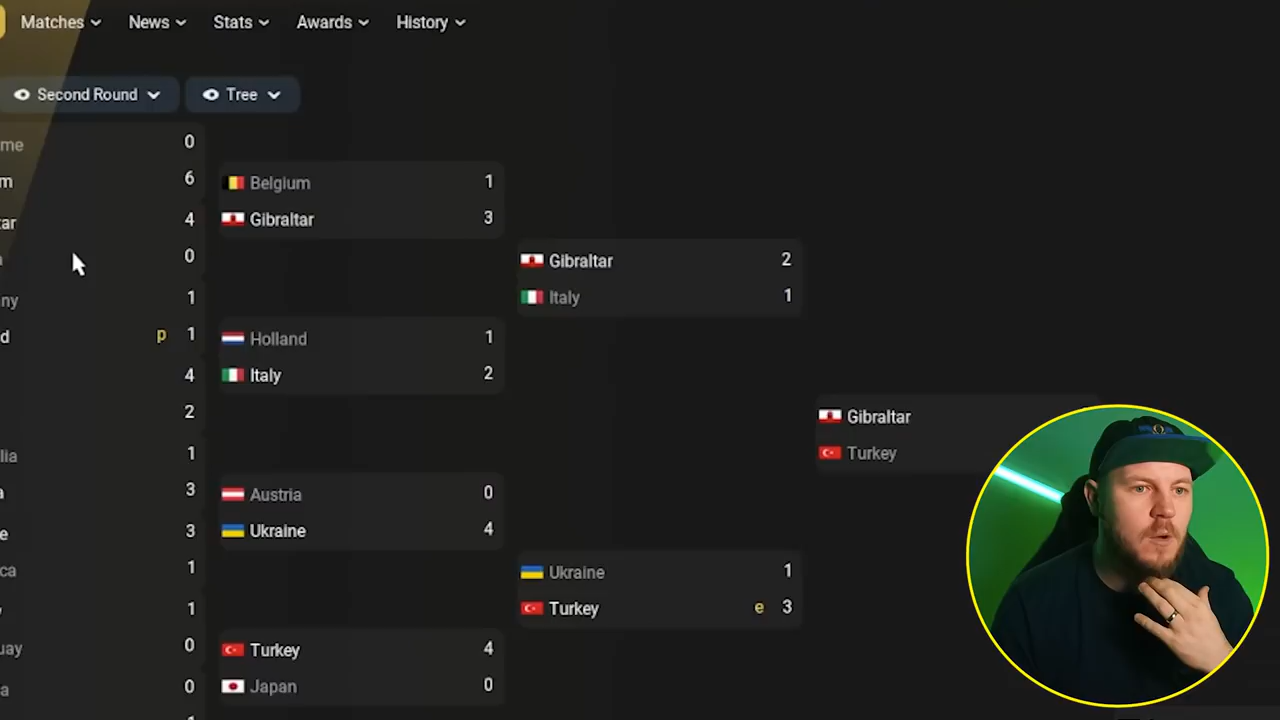 Matches News Stats Awards History
Second Round Tree
me 0
m 6
tar 4
0
ny 1
d p 1
4
2
lia 1
a 3
e 3
ca 1
y 1
uay 0
a 0
Belgium 1
Gibraltar 3
Holland 1
Italy 2
Austria 0
Ukraine 4
Turkey 4
Japan 0
Gibraltar 2
Italy 1
Ukraine 1
Turkey e 3
Gibraltar
Turkey